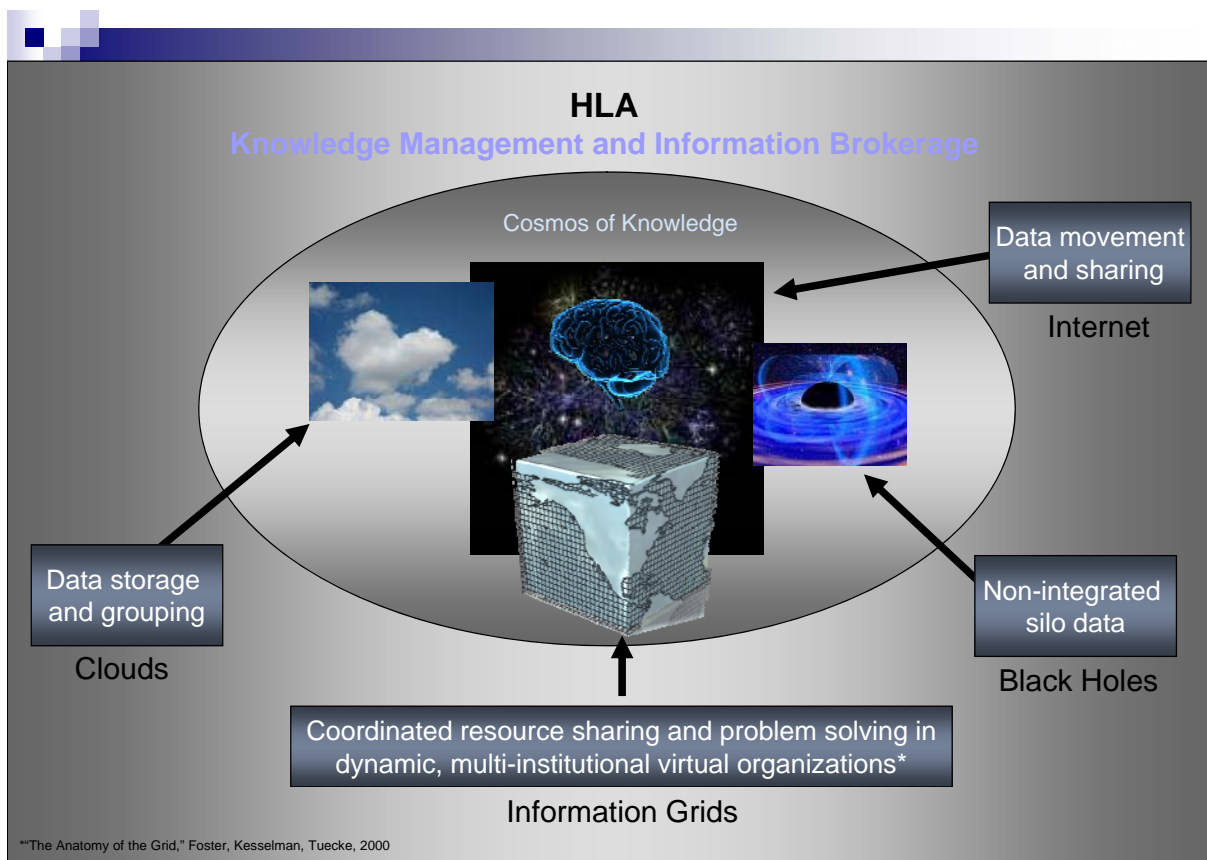 HLA
Knowledge Management and Information Brokerage
Cosmos of Knowledge
Data movement
and sharing
Internet
Data storage
and grouping
Clouds
Non-integrated
silo data
Black Holes
Coordinated resource sharing and problem solving in
dynamic, multi-institutional virtual organizations*
Information Grids
*“The Anatomy of the Grid,” Foster, Kesselman, Tuecke, 2000